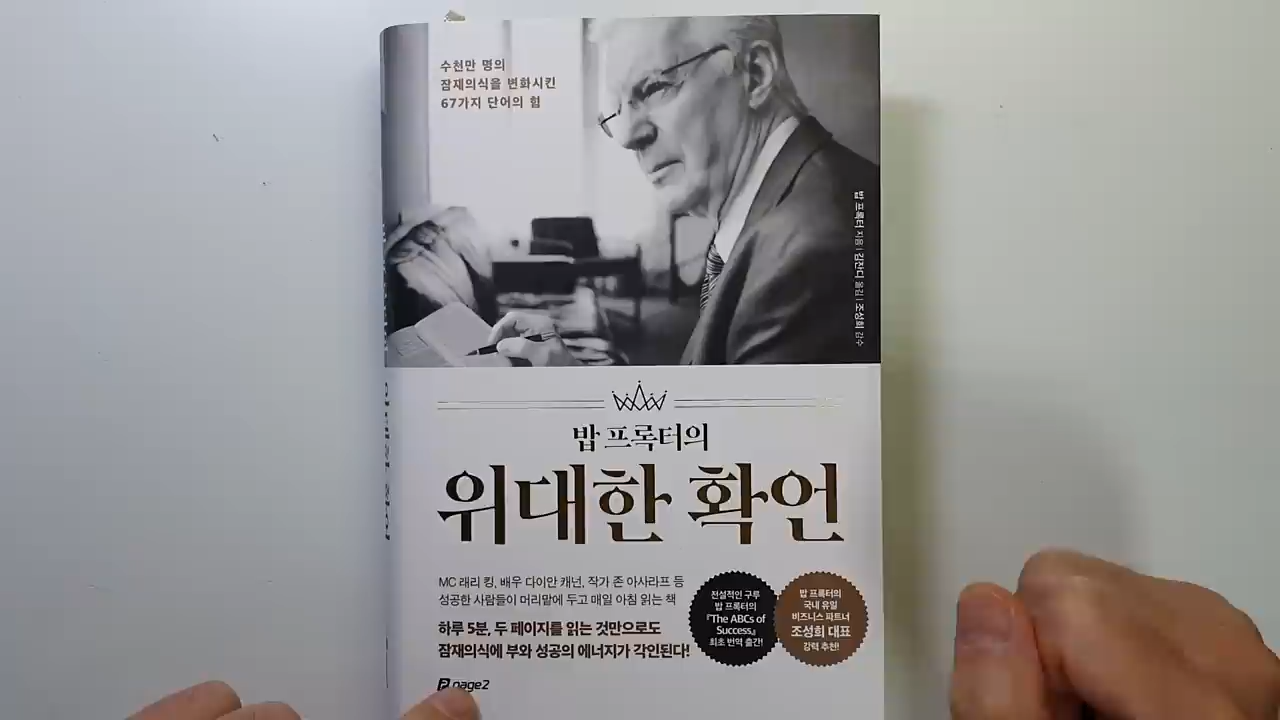 수천만 명의
잠재의식을 변화시킨
67가지 단어의 힘
밥 프록터 지음 | 김잔디 옮김 | 조성희 감수
밥 프록터의
위대한 확언
MC 래리 킹, 배우 다이안 캐넌, 작가 존 아사라프 등
성공한 사람들이 머리맡에 두고 매일 아침 읽는 책
하루 5분, 두 페이지를 읽는 것만으로도
잠재의식에 부와 성공의 에너지가 각인된다!
전설적인 구루
밥 프록터의
『The ABCs of
Success』
최초 번역 출간!
밥 프록터의
국내 유일
비즈니스 파트너
조성희 대표
강력 추천!
page2